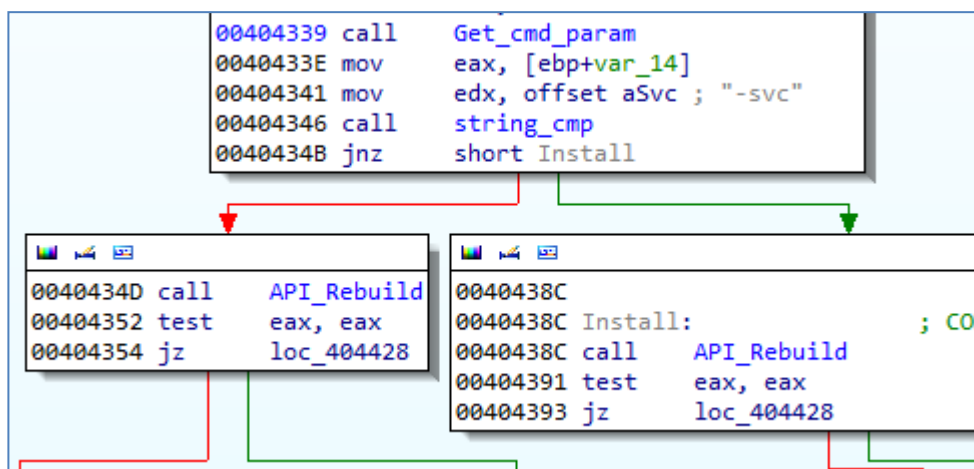 00404339 call Get_cmd_param
0040433E mov eax, [ebp+var_14]
00404341 mov edx, offset aSvc ; "-svc"
00404346 call string_cmp
0040434B jnz short Install
0040434D call API_Rebuild
00404352 test eax, eax
00404354 jz loc_404428
0040438C
0040438C Install: ; CO
0040438C call API_Rebuild
00404391 test eax, eax
00404393 jz loc_404428